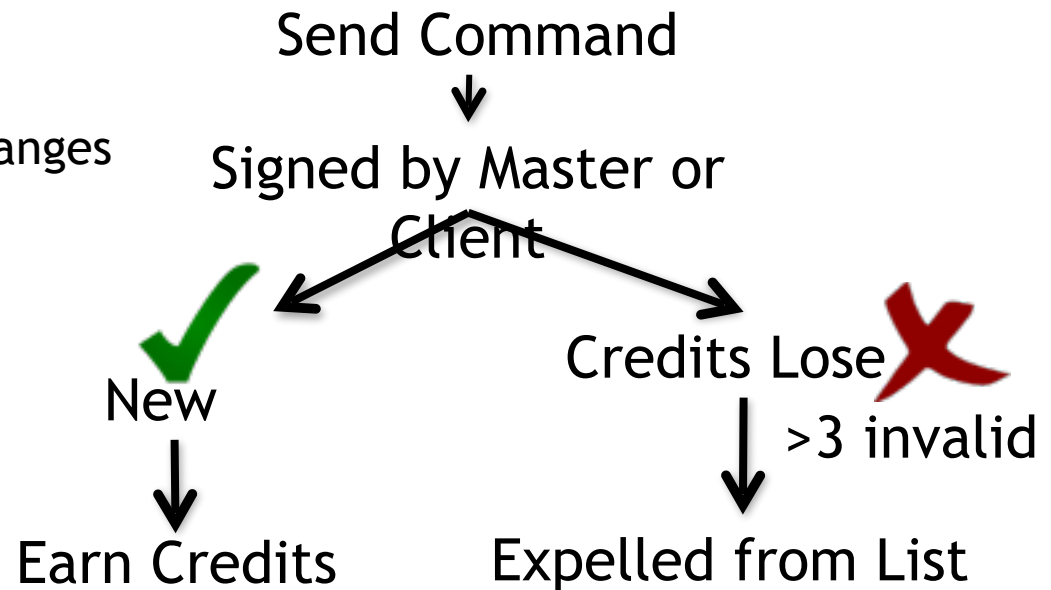 Send Command
anges
Signed by Master or
Client
Credits Lose
New
>3 invalid
Earn Credits
Expelled from List